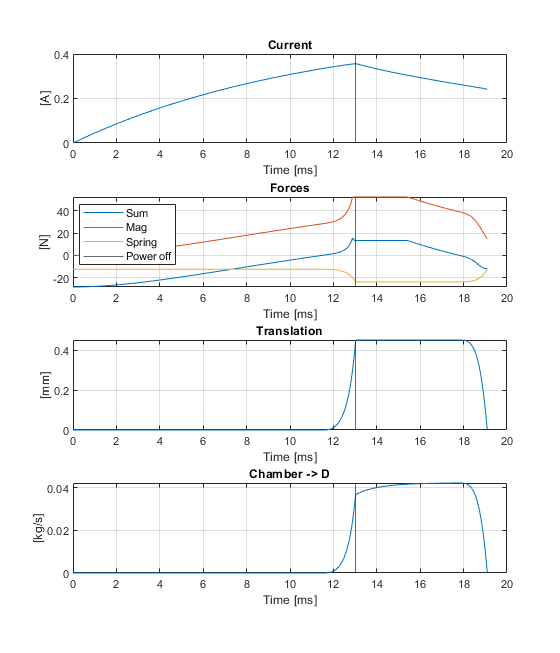 Current
0.4
0.2
0
[A]
0 2 4 6 8 10 12 14 16 18 20
Time [ms]
Forces
40
20
0
-20
[N]
Sum
Mag
Spring
Power off
0 2 4 6 8 10 12 14 16 18 20
Time [ms]
Translation
0.4
0.2
0
[mm]
0 2 4 6 8 10 12 14 16 18 20
Time [ms]
Chamber -> D
0.04
0.02
0
[kg/s]
0 2 4 6 8 10 12 14 16 18 20
Time [ms]